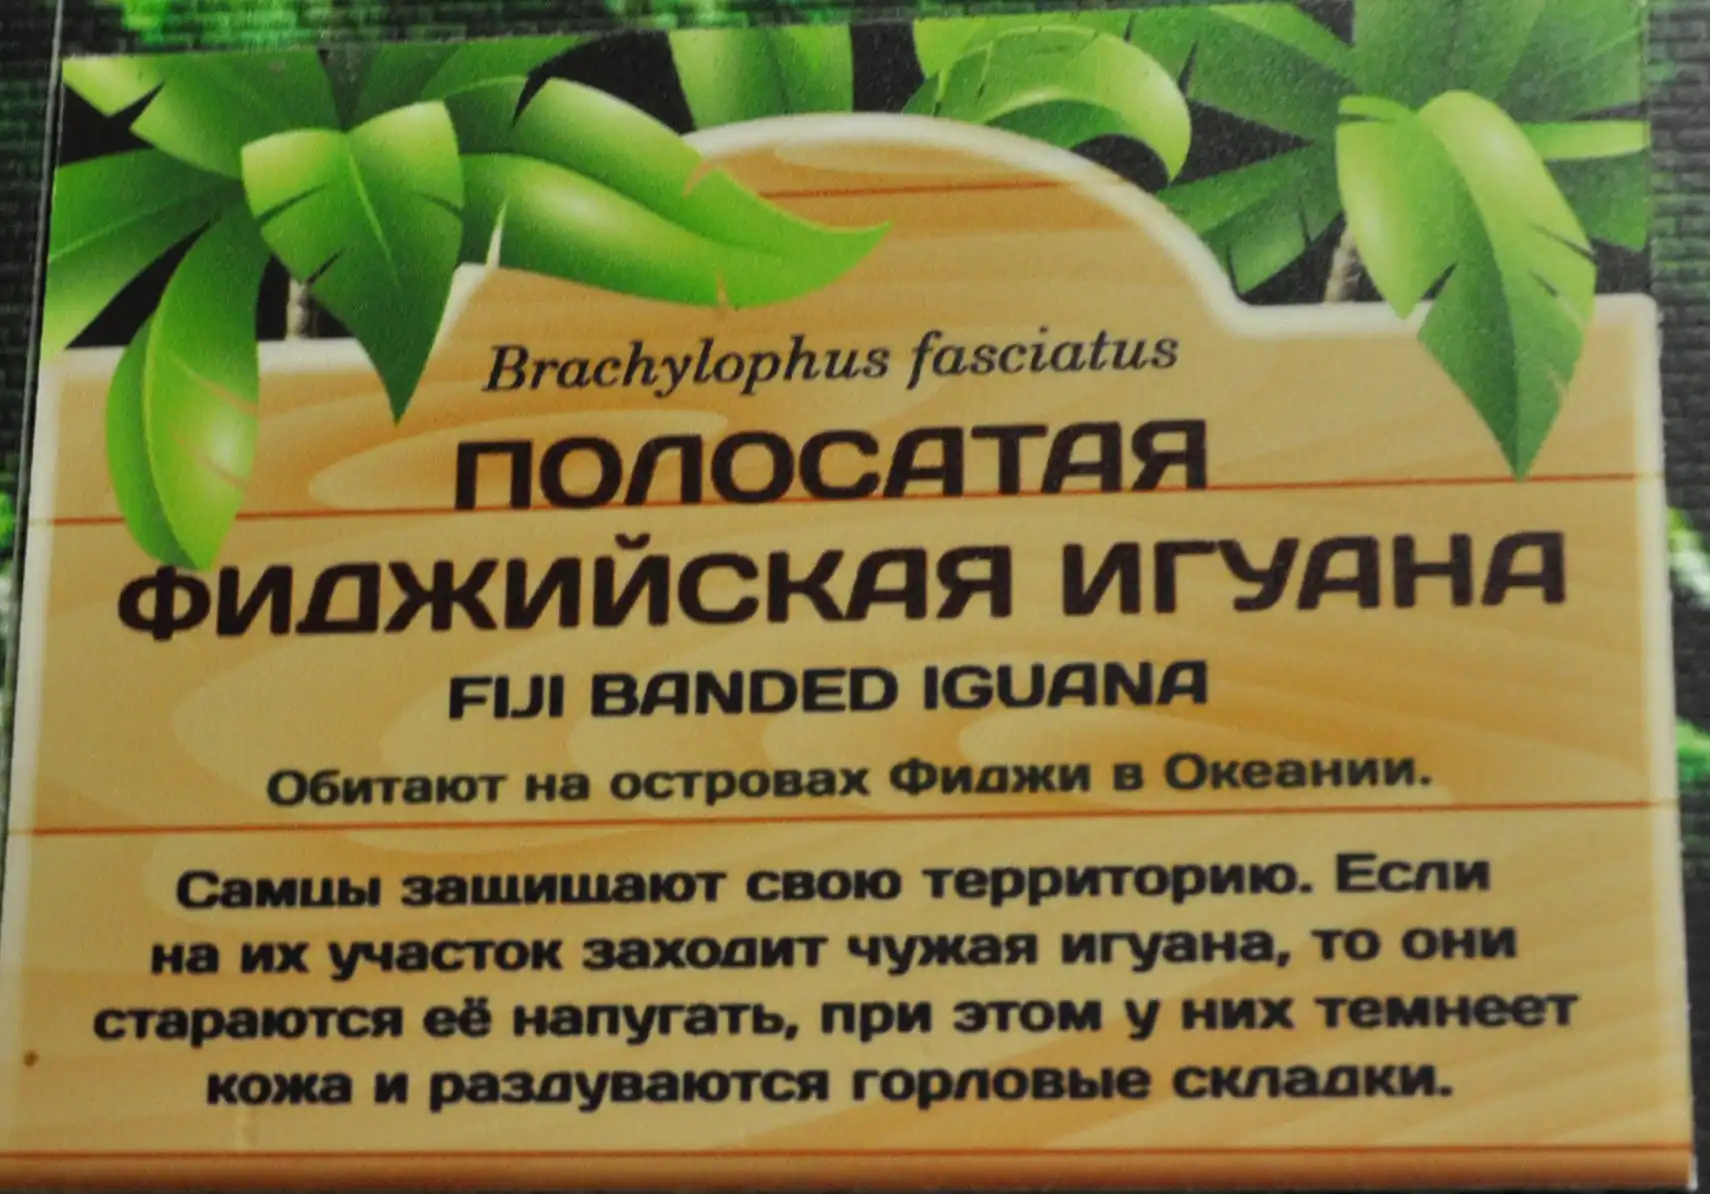 Brachylophus fasciatus
ПОЛОСАТАЯ
ФИДЖИЙСКАЯ ИГУАНА
FIJI BANDED IGUANA
Обитают на островах Фиджи в Океании.
Самцы защищают свою территорию. Если
на их участок заходит чужая игуана, то они
стараются её напугать, при этом у них темнеет
кожа и раздуваются горловые складки.